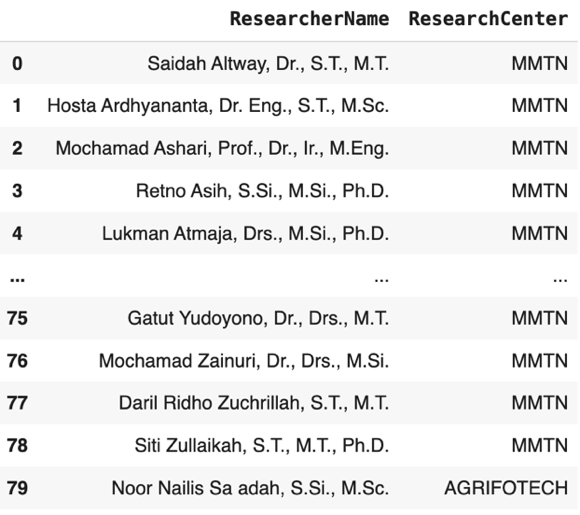 ResearcherName ResearchCenter
0 Saidah Altway, Dr., S.T., M.T. MMTN
1 Hosta Ardhyananta, Dr. Eng., S.T., M.Sc. MMTN
2 Mochamad Ashari, Prof., Dr., Ir., M.Eng. MMTN
3 Retno Asih, S.Si., M.Si., Ph.D. MMTN
4 Lukman Atmaja, Drs., M.Si., Ph.D. MMTN
... ... ...
75 Gatut Yudoyono, Dr., Drs., M.T. MMTN
76 Mochamad Zainuri, Dr., Drs., M.Si. MMTN
77 Daril Ridho Zuchrillah, S.T., M.T. MMTN
78 Siti Zullaikah, S.T., M.T., Ph.D. MMTN
79 Noor Nailis Sa adah, S.Si., M.Sc. AGRIFOTECH